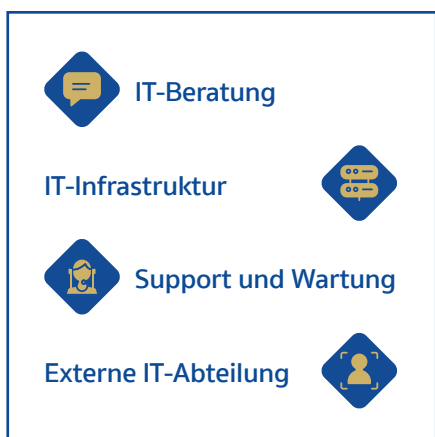 IT-Beratung
IT-Infrastruktur
Support und Wartung
Externe IT-Abteilung